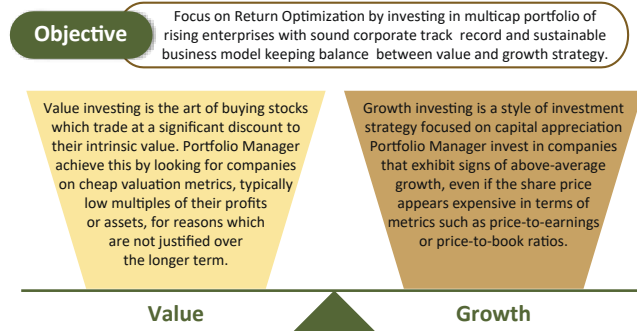 Objective
Focus on Return Optimization by investing in multicap portfolio of
rising enterprises with sound corporate track record and sustainable
business model keeping balance between value and growth strategy.
Value investing is the art of buying stocks
which trade at a significant discount to
their intrinsic value. Portfolio Manager
achieve this by looking for companies
on cheap valuation metrics, typically
low multiples of their profits
or assets, for reasons which
are not justified over
the longer term.
Growth investing is a style of investment
strategy focused on capital appreciation
Portfolio Manager invest in companies
that exhibit signs of above-average
growth, even if the share price
appears expensive in terms of
metrics such as price-to-earnings
or price-to-book ratios.
Value
Growth